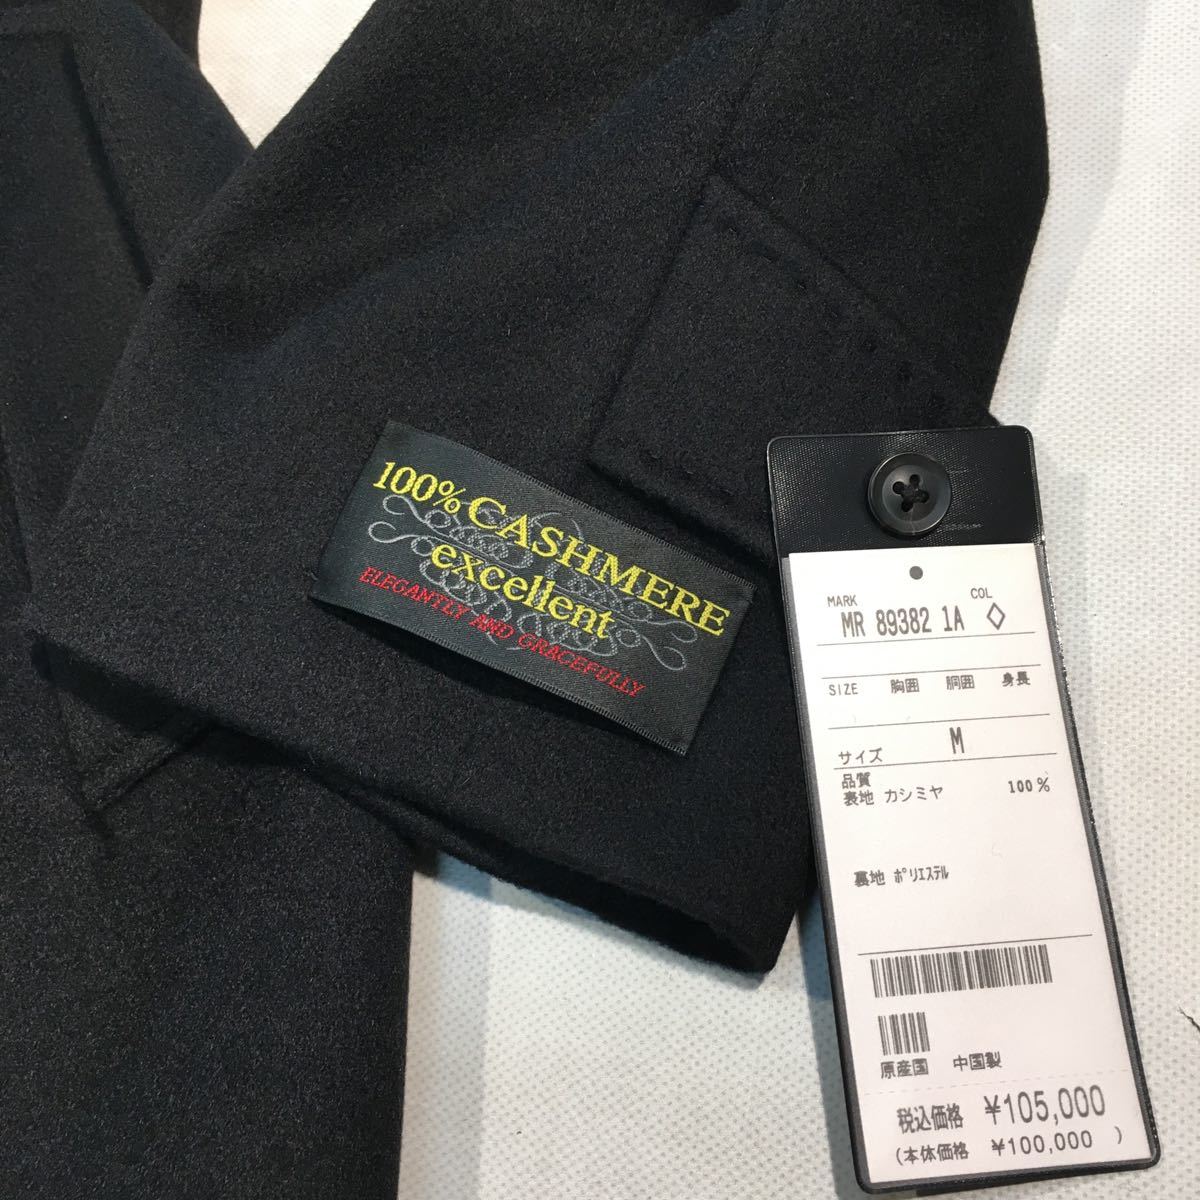 100% CASHMERE
excellent
ELEGANTLY AND GRACEFULLY
MARK COL
MR 89382 1A ◇
SIZE 胸囲 胴囲 身長
サイズ M
品質
表地 カシミヤ 100%
裏地 ポリエステル
原産国 中国製
税込価格 ¥105,000
(本体価格 ¥100,000 )